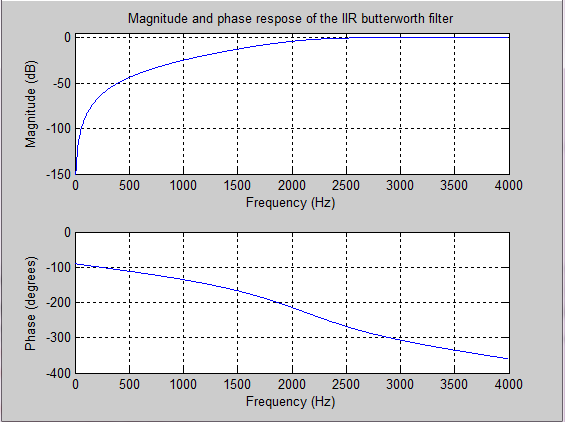 Magnitude and phase respose of the IIR butterworth filter
0
-50
-100
-150
Magnitude (dB)
0 500 1000 1500 2000 2500 3000 3500 4000
Frequency (Hz)
0
-100
-200
-300
-400
Phase (degrees)
0 500 1000 1500 2000 2500 3000 3500 4000
Frequency (Hz)